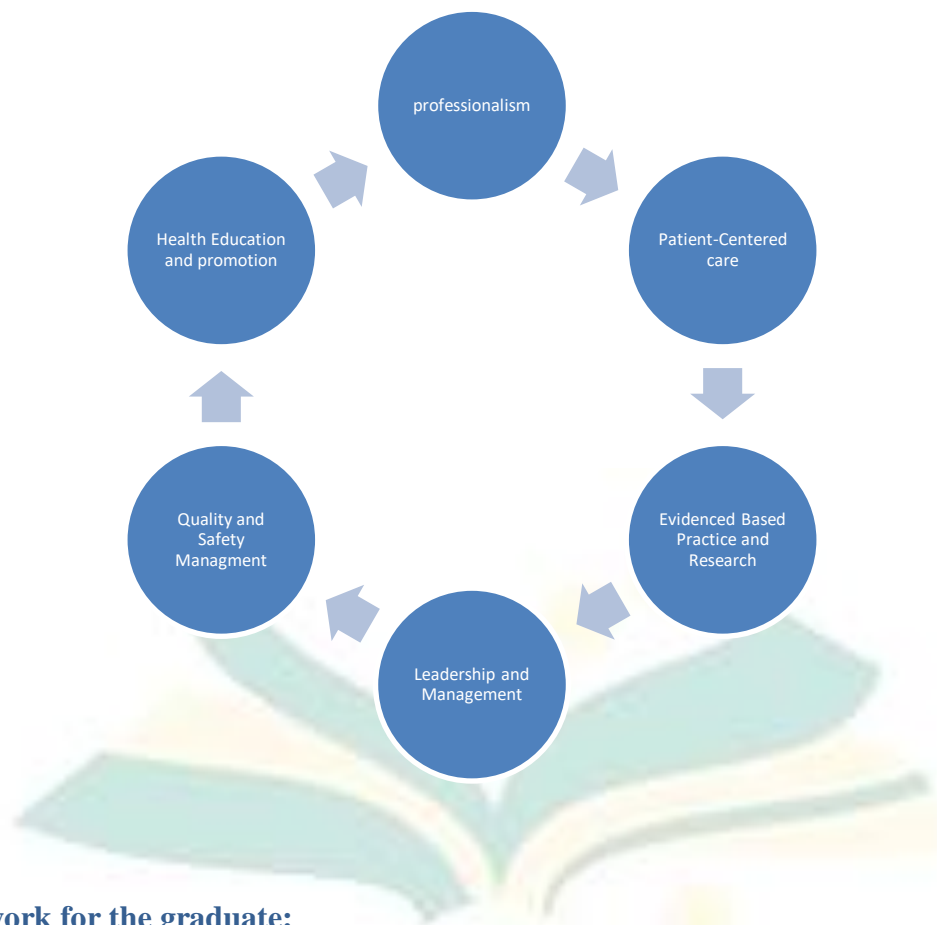 professionalism
Patient-Centered
care
Evidenced Based
Practice and
Research
Leadership and
Management
Quality and
Safety
Managment
Health Education
and promotion
work for the graduate: